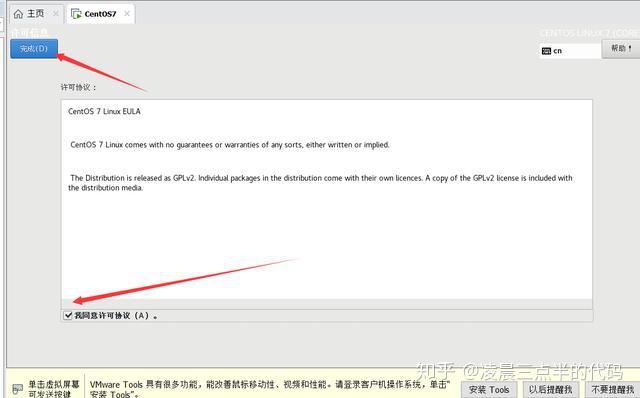 主页 CentOS7
许可信息
CENTOS LINUX 7 (CORE
完成(D)
cn 帮助！
许可协议：
CentOS 7 Linux EULA
CentOS 7 Linux comes with no guarantees or warranties of any sorts, either written or implied.
The Distribution is released as GPLv2. Individual packages in the distribution come with their own licences. A copy of the GPLv2 license is included with
the distribution media.
我同意许可协议（A）。
知乎 @凌晨三点半的代码
单击虚拟屏幕
可发送按键
VMware Tools 具有很多功能，能改善鼠标移动性、视频和性能。请登录客户机操作系统，单击“
安装 Tools”。
安装 Tools 以后提醒我 不要提醒我